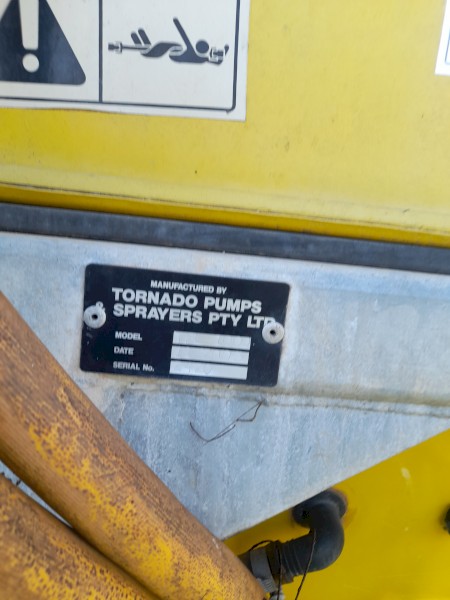 MANUFACTURED BY
TORNADO PUMPS
SPRAYERS PTY LTD
MODEL
DATE
SERIAL No.